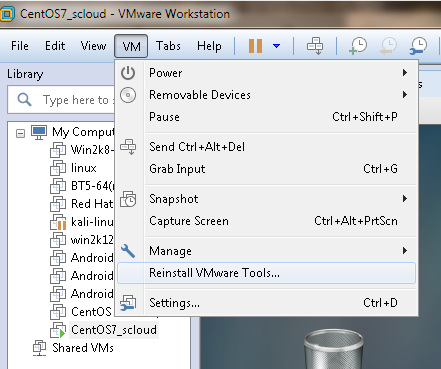 CentOS7_scloud - VMware Workstation
File Edit View VM Tabs Help
Library
Type here to s
My Compu
Win2k8-
linux
BT5-64(r
Red Hat
kali-linu
win2k12
Android
Android
Android
CentOS
CentOS7_scloud
Shared VMs
Power
Removable Devices
Pause Ctrl+Shift+P
Send Ctrl+Alt+Del
Grab Input Ctrl+G
Snapshot
Capture Screen Ctrl+Alt+PrtScn
Manage
Reinstall VMware Tools...
Settings... Ctrl+D
s